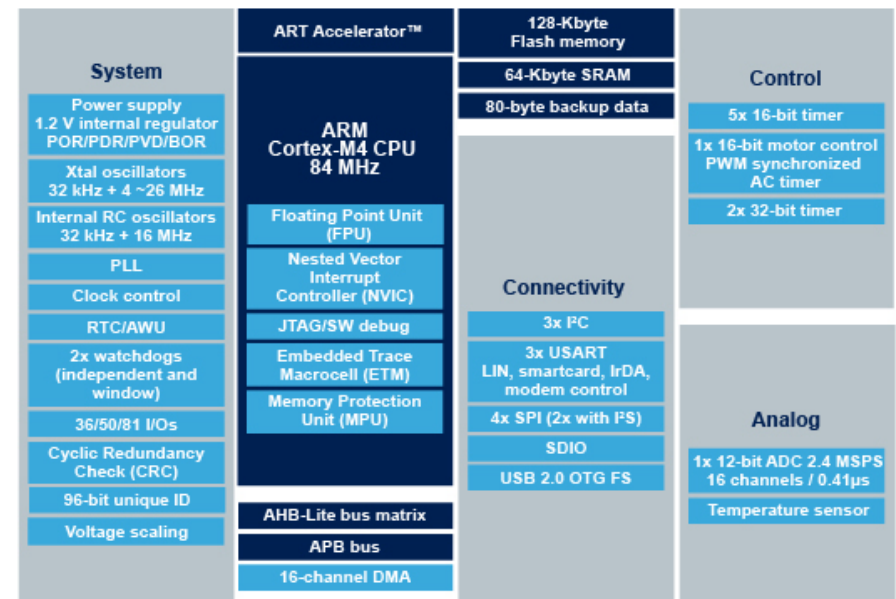 System
Power supply
1.2 V internal regulator
POR/PDR/PVD/BOR
Xtal oscillators
32 kHz + 4 ~26 MHz
Internal RC oscillators
32 kHz + 16 MHz
PLL
Clock control
RTC/AWU
2x watchdogs
(independent and
window)
36/50/81 I/Os
Cyclic Redundancy
Check (CRC)
96-bit unique ID
Voltage scaling
ART Accelerator™
ARM
Cortex-M4 CPU
84 MHz
Floating Point Unit
(FPU)
Nested Vector
Interrupt
Controller (NVIC)
JTAG/SW debug
Embedded Trace
Macrocell (ETM)
Memory Protection
Unit (MPU)
AHB-Lite bus matrix
APB bus
16-channel DMA
128-Kbyte
Flash memory
64-Kbyte SRAM
80-byte backup data
Connectivity
3x I²C
3x USART
LIN, smartcard, IrDA,
modem control
4x SPI (2x with I²S)
SDIO
USB 2.0 OTG FS
Control
5x 16-bit timer
1x 16-bit motor control
PWM synchronized
AC timer
2x 32-bit timer
Analog
1x 12-bit ADC 2.4 MSPS
16 channels / 0.41µs
Temperature sensor